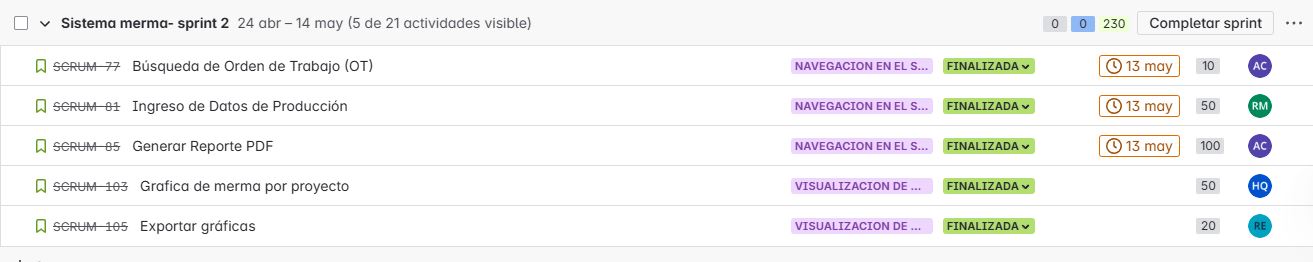 Sistema merma- sprint 2 24 abr – 14 may (5 de 21 actividades visible) 0 0 230 Completar sprint
SCRUM-77 Búsqueda de Orden de Trabajo (OT) NAVEGACION EN EL S... FINALIZADA 13 may 10 AC
SCRUM-81 Ingreso de Datos de Producción NAVEGACION EN EL S... FINALIZADA 13 may 50 RM
SCRUM-85 Generar Reporte PDF NAVEGACION EN EL S... FINALIZADA 13 may 100 AC
SCRUM-103 Grafica de merma por proyecto VISUALIZACION DE ... FINALIZADA 50 HQ
SCRUM-105 Exportar gráficas VISUALIZACION DE ... FINALIZADA 20 RE